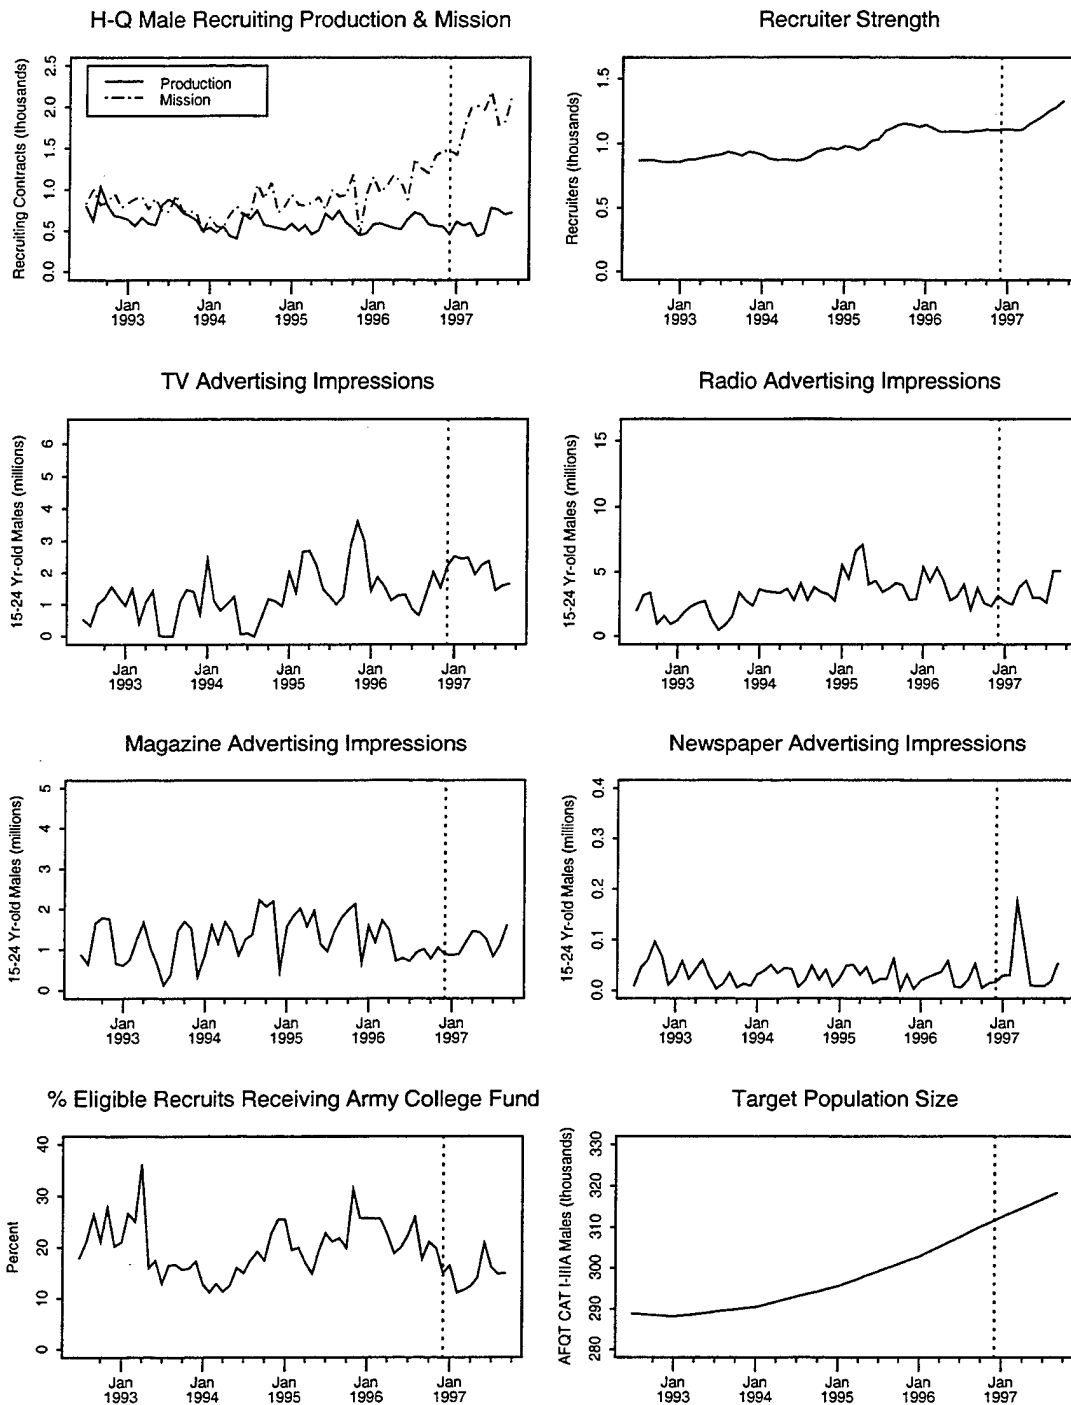 H-Q Male Recruiting Production & Mission
Recruiting Contracts (thousands)
2.5
2.0
1.5
1.0
0.5
0.0
Production
Mission
Jan Jan Jan Jan Jan
1993 1994 1995 1996 1997
Recruiter Strength
Recruiters (thousands)
1.5
1.0
0.5
0.0
Jan Jan Jan Jan Jan
1993 1994 1995 1996 1997
TV Advertising Impressions
15-24 Yr-old Males (millions)
6
5
4
3
2
1
0
Jan Jan Jan Jan Jan
1993 1994 1995 1996 1997
Radio Advertising Impressions
15-24 Yr-old Males (millions)
15
10
5
0
Jan Jan Jan Jan Jan
1993 1994 1995 1996 1997
Magazine Advertising Impressions
15-24 Yr-old Males (millions)
5
4
3
2
1
0
Jan Jan Jan Jan Jan
1993 1994 1995 1996 1997
Newspaper Advertising Impressions
15-24 Yr-old Males (millions)
0.4
0.3
0.2
0.1
0.0
Jan Jan Jan Jan Jan
1993 1994 1995 1996 1997
% Eligible Recruits Receiving Army College Fund
Percent
40
30
20
10
0
Jan Jan Jan Jan Jan
1993 1994 1995 1996 1997
Target Population Size
AFQT CAT I-IIIA Males (thousands)
330
320
310
300
290
280
Jan Jan Jan Jan Jan
1993 1994 1995 1996 1997